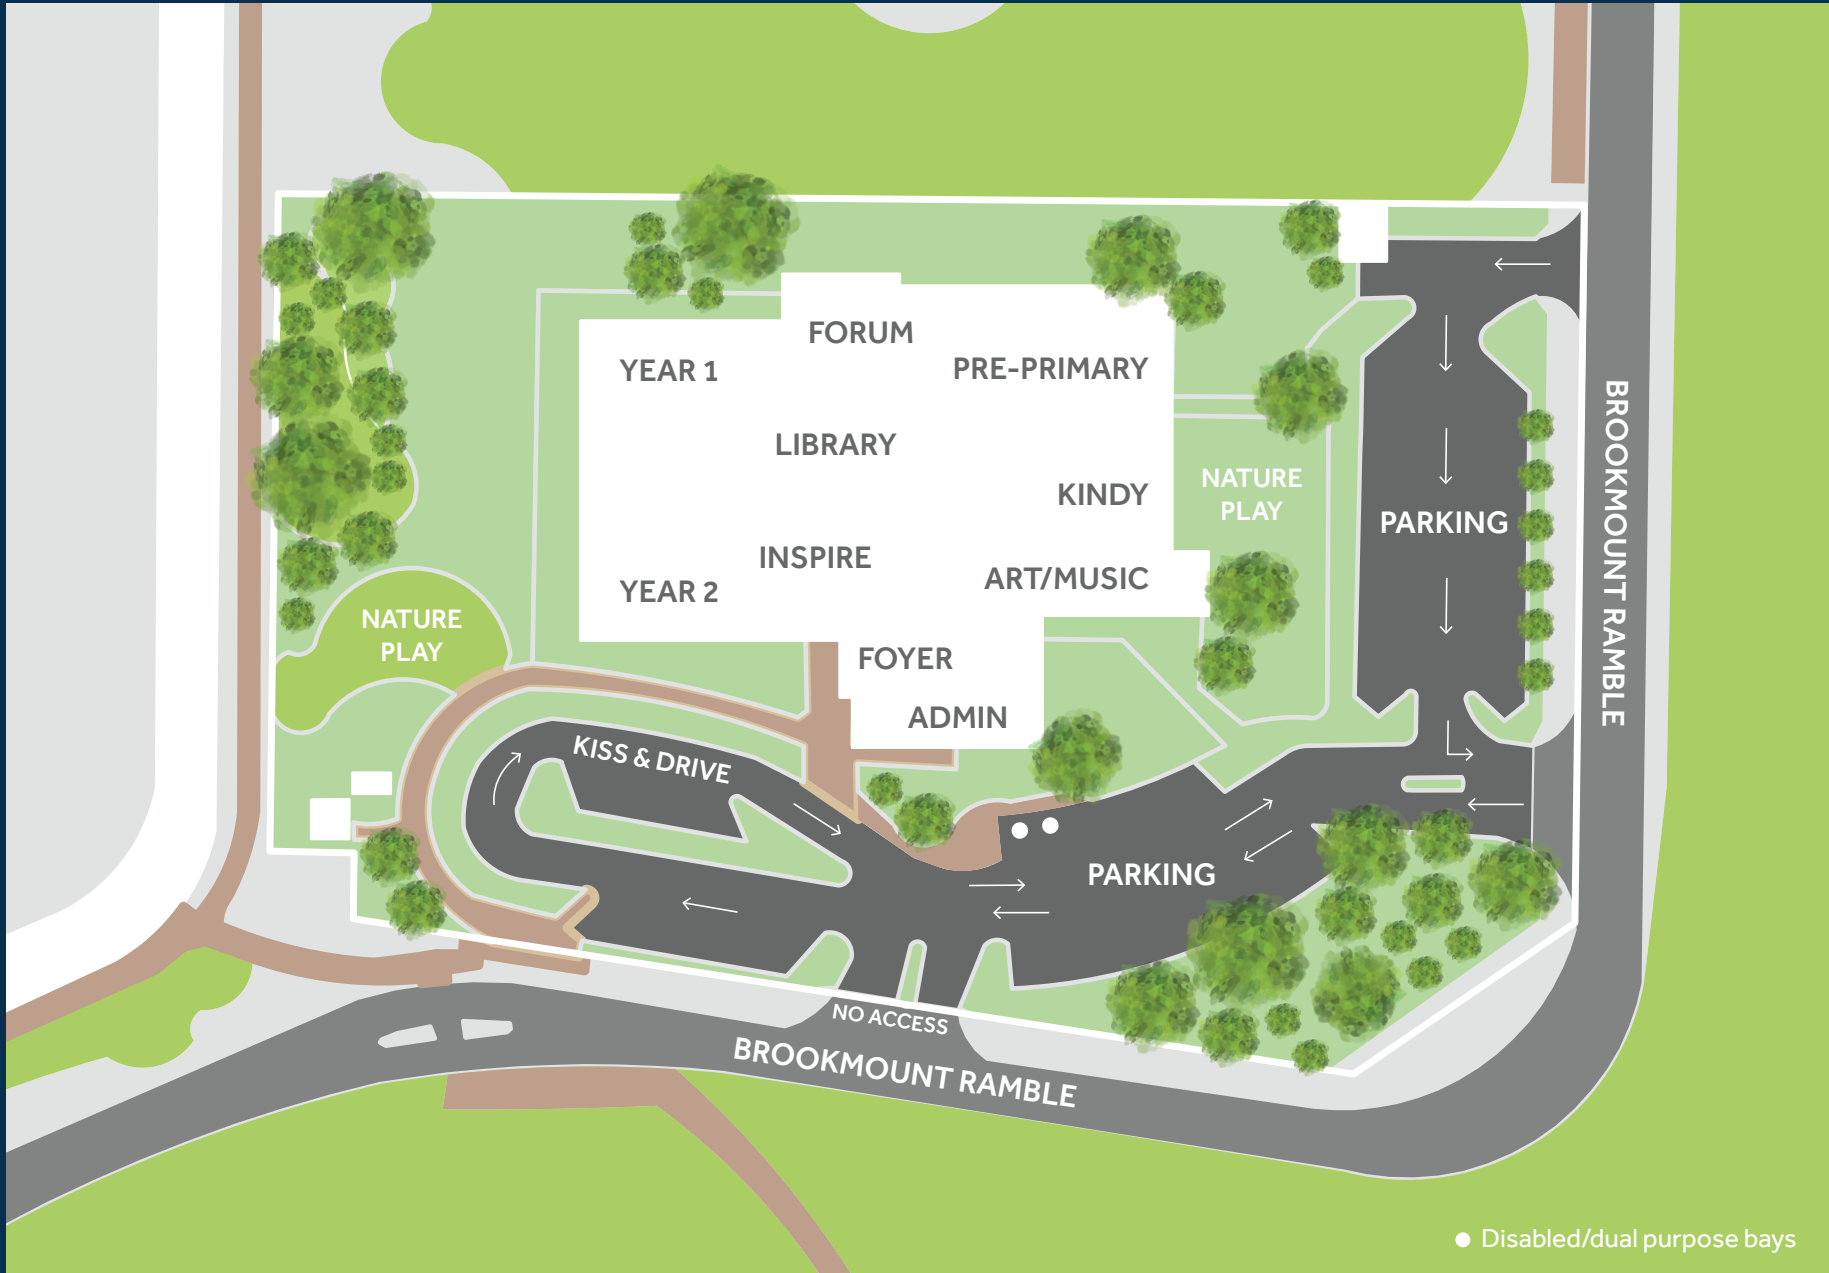 FORUM
YEAR 1
PRE-PRIMARY
LIBRARY
KINDY
NATURE
PLAY
PARKING
BROOKMOUNT RAMBLE
INSPIRE
ART/MUSIC
YEAR 2
NATURE
PLAY
FOYER
ADMIN
KISS & DRIVE
PARKING
NO ACCESS
BROOKMOUNT RAMBLE
Disabled/dual purpose bays